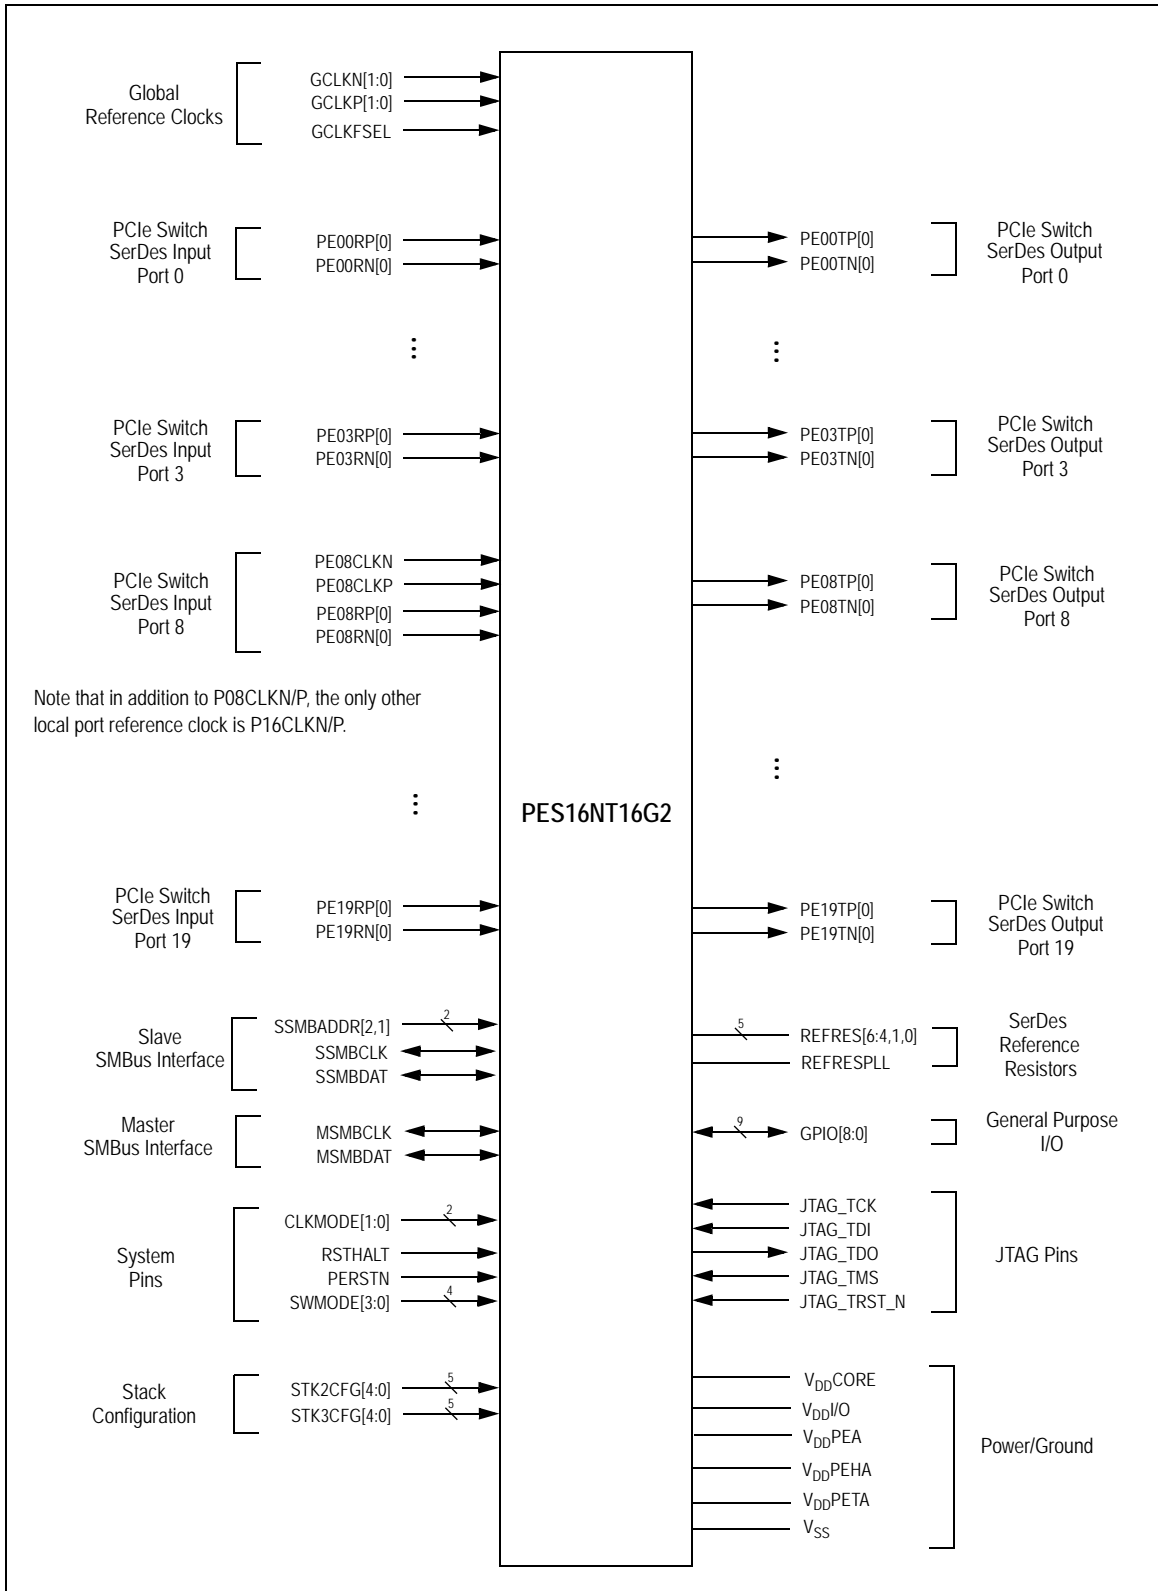 Global
Reference Clocks
GCLKN[1:0]
GCLKP[1:0]
GCLKFSEL
PCIe Switch
SerDes Input
Port 0
PE00RP[0]
PE00RN[0]
PE00TP[0]
PE00TN[0]
PCIe Switch
SerDes Output
Port 0
PCIe Switch
SerDes Input
Port 3
PE03RP[0]
PE03RN[0]
PE03TP[0]
PE03TN[0]
PCIe Switch
SerDes Output
Port 3
PCIe Switch
SerDes Input
Port 8
PE08CLKN
PE08CLKP
PE08RP[0]
PE08RN[0]
PE08TP[0]
PE08TN[0]
PCIe Switch
SerDes Output
Port 8
Note that in addition to P08CLKN/P, the only other
local port reference clock is P16CLKN/P.
PES16NT16G2
PCIe Switch
SerDes Input
Port 19
PE19RP[0]
PE19RN[0]
PE19TP[0]
PE19TN[0]
PCIe Switch
SerDes Output
Port 19
Slave
SMBus Interface
SSMBADDR[2,1]
2
SSMBCLK
SSMBDAT
5
REFRES[6:4,1,0]
REFRESPLL
SerDes
Reference
Resistors
Master
SMBus Interface
MSMBCLK
MSMBDAT
9
GPIO[8:0]
General Purpose
I/O
System
Pins
CLKMODE[1:0]
2
RSTHALT
PERSTN
SWMODE[3:0]
4
JTAG_TCK
JTAG_TDI
JTAG_TDO
JTAG_TMS
JTAG_TRST_N
JTAG Pins
Stack
Configuration
STK2CFG[4:0]
5
STK3CFG[4:0]
5
VDDCORE
VDDI/O
VDDPEA
VDDPEHA
VDDPETA
VSS
Power/Ground